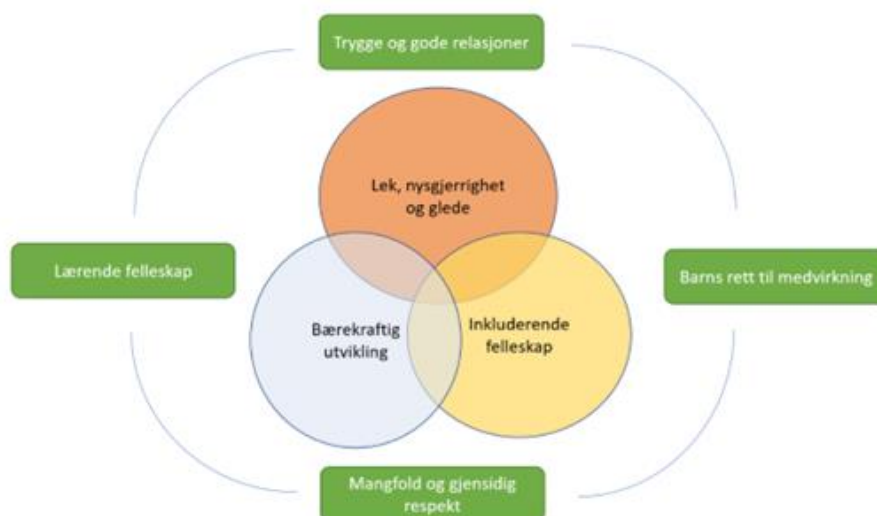 Trygge og gode relasjoner
Lek, nysgjerrighet
og glede
Lærende felleskap
Barns rett til medvirkning
Bærekraftig
utvikling
Inkluderende
felleskap
Mangfold og gjensidig
respekt